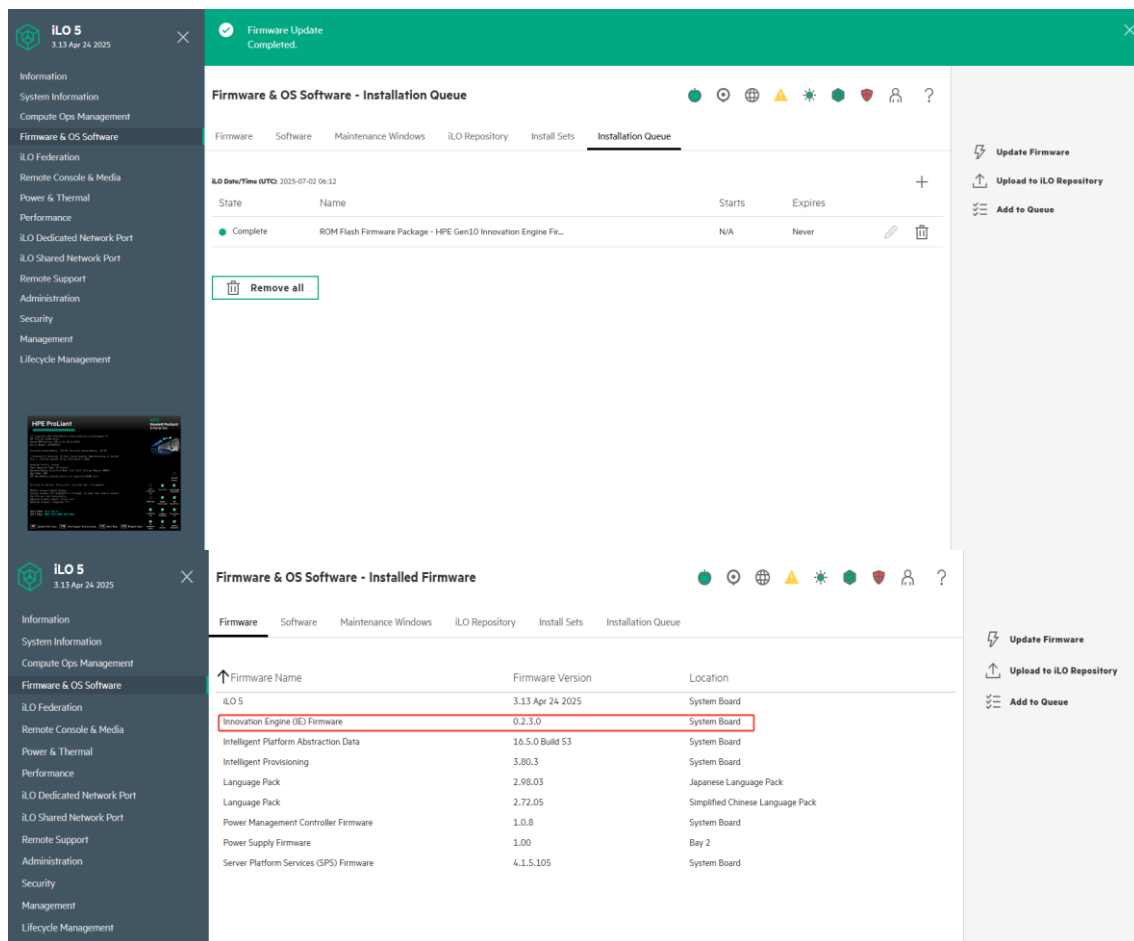 iLO 5
3.13 Apr 24 2025
Firmware Update
Completed.
Information
System Information
Compute Ops Management
Firmware & OS Software
iLO Federation
Remote Console & Media
Power & Thermal
Performance
iLO Dedicated Network Port
iLO Shared Network Port
Remote Support
Administration
Security
Management
Lifecycle Management
HPE ProLiant
Firmware & OS Software - Installation Queue
?
Firmware Software Maintenance Windows iLO Repository Install Sets Installation Queue
iLO Date/Time (UTC): 2025-07-02 06:12
State Name Starts Expires
Complete ROM Flash Firmware Package - HPE Gen10 Innovation Engine Fir... N/A Never
Remove all
Update Firmware
Upload to iLO Repository
Add to Queue
iLO 5
3.13 Apr 24 2025
Information
System Information
Compute Ops Management
Firmware & OS Software
iLO Federation
Remote Console & Media
Power & Thermal
Performance
iLO Dedicated Network Port
iLO Shared Network Port
Remote Support
Administration
Security
Management
Lifecycle Management
Firmware & OS Software - Installed Firmware
?
Firmware Software Maintenance Windows iLO Repository Install Sets Installation Queue
Firmware Name Firmware Version Location
iLO 5 3.13 Apr 24 2025 System Board
Innovation Engine (IE) Firmware 0.2.3.0 System Board
Intelligent Platform Abstraction Data 16.5.0 Build 53 System Board
Intelligent Provisioning 3.80.3 System Board
Language Pack 2.98.03 Japanese Language Pack
Language Pack 2.72.05 Simplified Chinese Language Pack
Power Management Controller Firmware 1.0.8 System Board
Power Supply Firmware 1.00 Bay 2
Server Platform Services (SPS) Firmware 4.1.5.105 System Board
Update Firmware
Upload to iLO Repository
Add to Queue